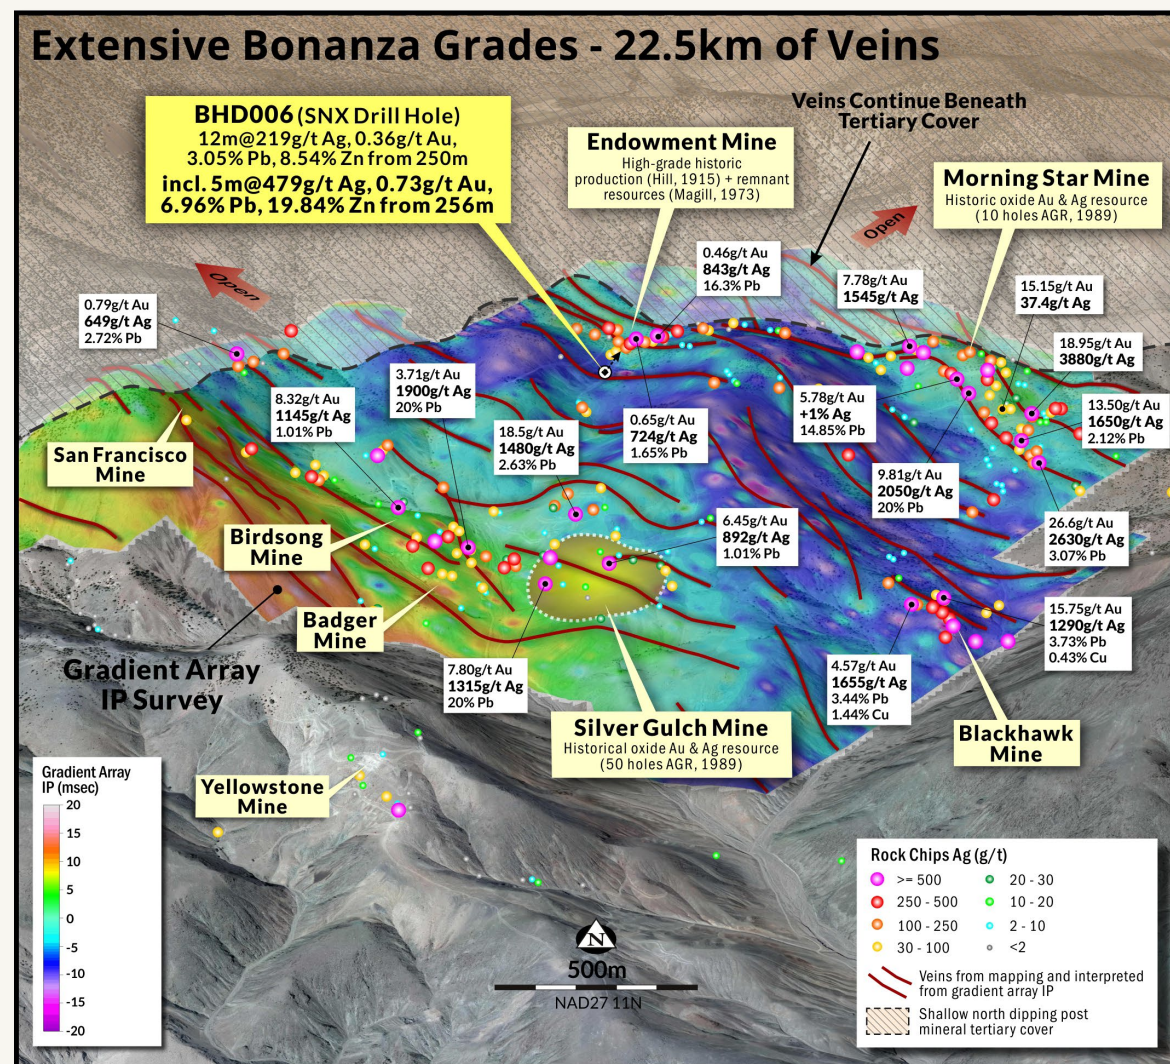 Extensive Bonanza Grades - 22.5km of Veins
BHD006 (SNX Drill Hole)
12m@219g/t Ag, 0.36g/t Au,
3.05% Pb, 8.54% Zn from 250m
incl. 5m@479g/t Ag, 0.73g/t Au,
6.96% Pb, 19.84% Zn from 256m
Endowment Mine
High-grade historic
production (Hill, 1915) + remnant
resources (Magill, 1973)
Veins Continue Beneath
Tertiary Cover
Morning Star Mine
Historic oxide Au & Ag resource
(10 holes AGR, 1989)
Open
Open
0.79g/t Au
649g/t Ag
2.72% Pb
0.46g/t Au
843g/t Ag
16.3% Pb
7.78g/t Au
1545g/t Ag
15.15g/t Au
37.4g/t Ag
18.95g/t Au
3880g/t Ag
8.32g/t Au
1145g/t Ag
1.01% Pb
3.71g/t Au
1900g/t Ag
20% Pb
18.5g/t Au
1480g/t Ag
2.63% Pb
0.65g/t Au
724g/t Ag
1.65% Pb
5.78g/t Au
+1% Ag
14.85% Pb
13.50g/t Au
1650g/t Ag
2.12% Pb
San Francisco
Mine
9.81g/t Au
2050g/t Ag
20% Pb
Birdsong
Mine
6.45g/t Au
892g/t Ag
1.01% Pb
26.6g/t Au
2630g/t Ag
3.07% Pb
Badger
Mine
15.75g/t Au
1290g/t Ag
3.73% Pb
0.43% Cu
Gradient Array
IP Survey
7.80g/t Au
1315g/t Ag
20% Pb
4.57g/t Au
1655g/t Ag
3.44% Pb
1.44% Cu
Silver Gulch Mine
Historical oxide Au & Ag resource
(50 holes AGR, 1989)
Blackhawk
Mine
Yellowstone
Mine
Gradient Array
IP (msec)
20
15
10
5
0
-5
-10
-15
-20
N
500m
NAD27 11N
Rock Chips Ag (g/t)
>= 500
250 - 500
100 - 250
30 - 100
20 - 30
10 - 20
2 - 10
<2
Veins from mapping and interpreted
from gradient array IP
Shallow north dipping post
mineral tertiary cover